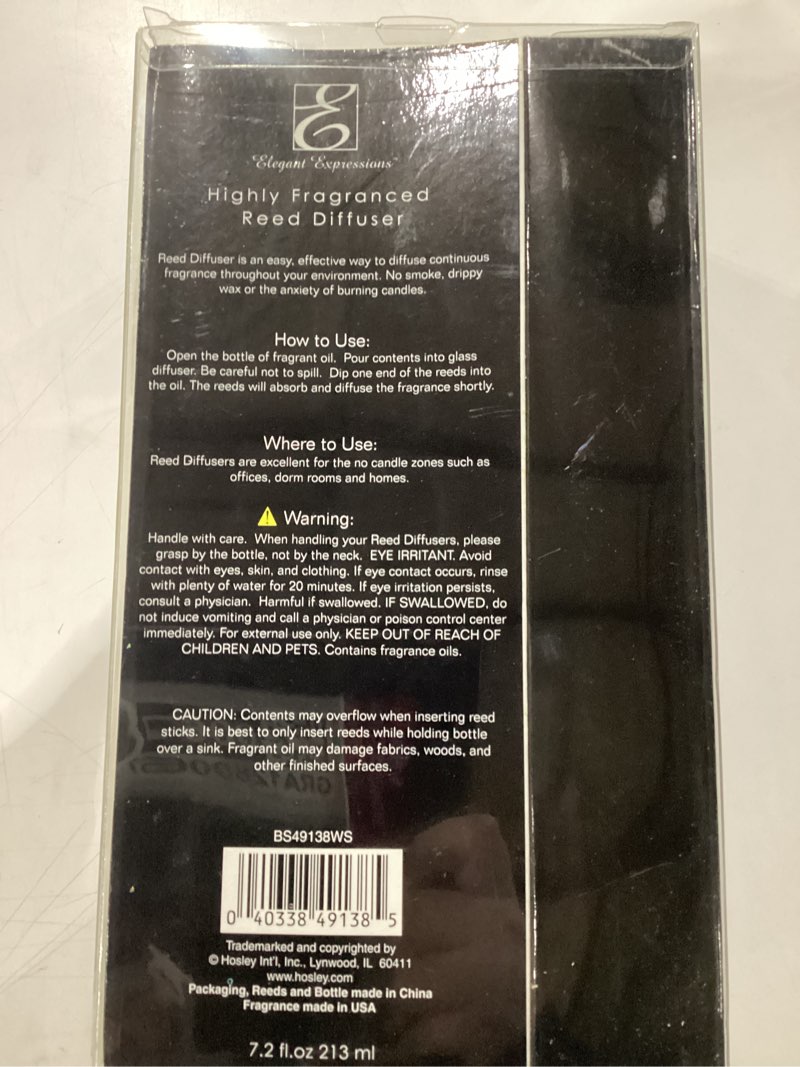 E
Elegant Expressions™
Highly Fragranced
Reed Diffuser
Reed Diffuser is an easy, effective way to diffuse continuous
fragrance throughout your environment. No smoke, drippy
wax or the anxiety of burning candles.
How to Use:
Open the bottle of fragrant oil. Pour contents into glass
diffuser. Be careful not to spill. Dip one end of the reeds into
the oil. The reeds will absorb and diffuse the fragrance shortly.
Where to Use:
Reed Diffusers are excellent for the no candle zones such as
offices, dorm rooms and homes.
Warning:
Handle with care. When handling your Reed Diffusers, please
grasp by the bottle, not by the neck. EYE IRRITANT. Avoid
contact with eyes, skin, and clothing. If eye contact occurs, rinse
with plenty of water for 20 minutes. If eye irritation persists,
consult a physician. Harmful if swallowed. IF SWALLOWED, do
not induce vomiting and call a physician or poison control center
immediately. For external use only. KEEP OUT OF REACH OF
CHILDREN AND PETS. Contains fragrance oils.
CAUTION: Contents may overflow when inserting reed
sticks. It is best to only insert reeds while holding bottle
over a sink. Fragrant oil may damage fabrics, woods, and
other finished surfaces.
BS49138WS
0 40338 49138 5
Trademarked and copyrighted by
© Hosley Int'l, Inc., Lynwood, IL 60411
www.hosley.com
Packaging, Reeds and Bottle made in China
Fragrance made in USA
7.2 fl.oz 213 ml